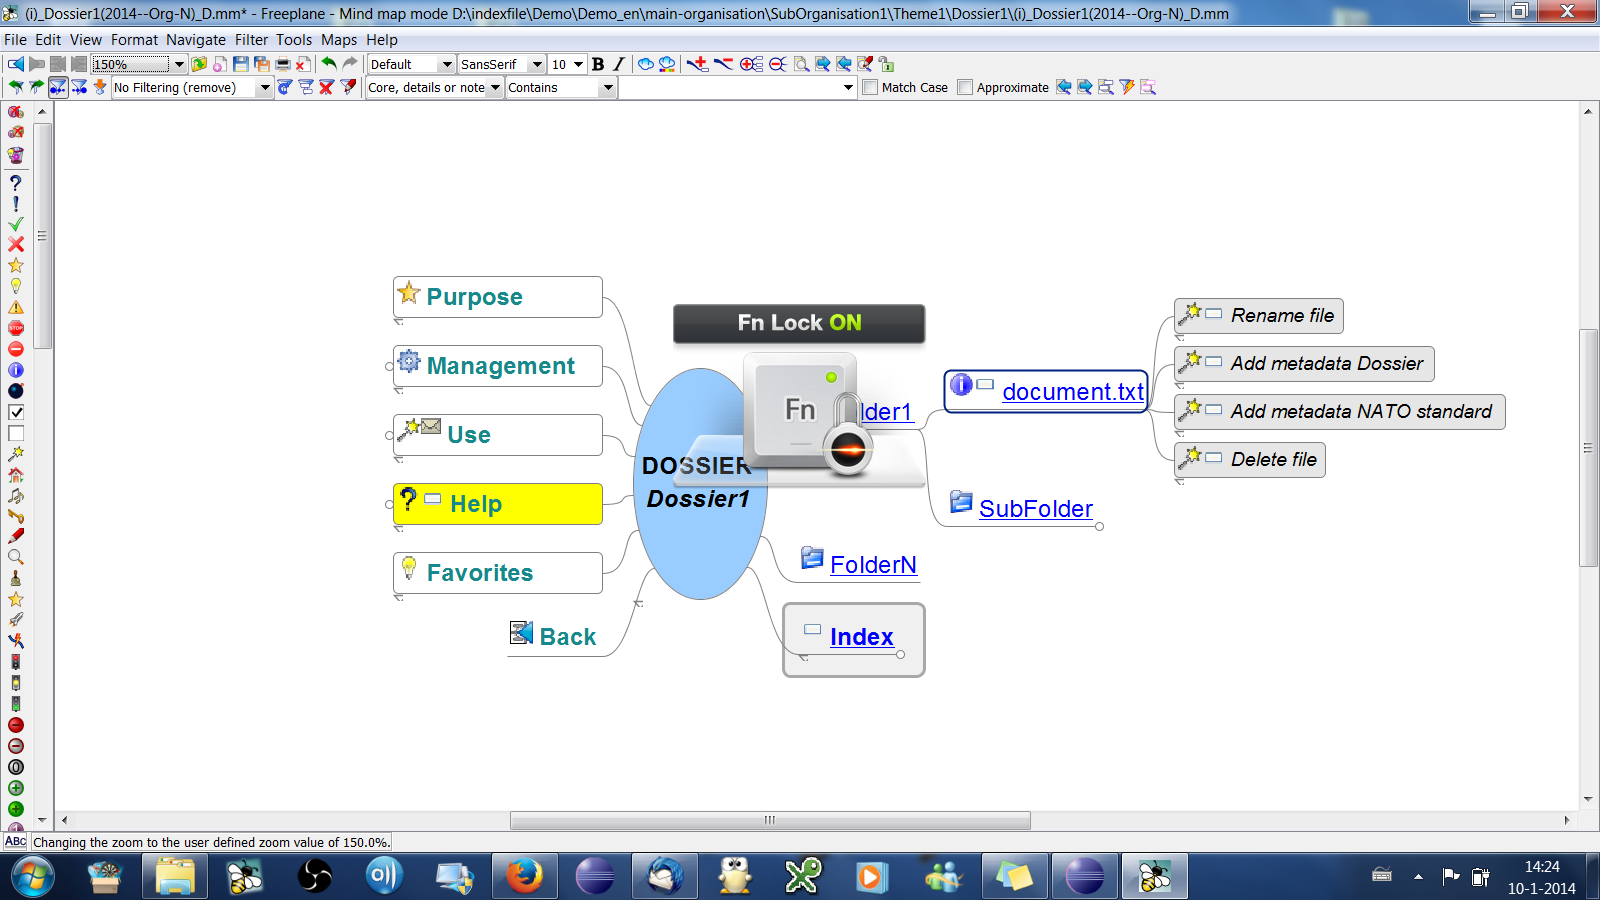 (i)_Dossier1(2014--Org-N)_D.mm* - Freeplane - Mind map mode D:\indexfile\Demo\Demo_en\main-organisation\SubOrganisation1\Theme1\Dossier1\(i)_Dossier1(2014--Org-N)_D.mm
File Edit View Format Navigate Filter Tools Maps Help
150% Default SansSerif 10 B I
No Filtering (remove) Core, details or note Contains Match Case Approximate
Purpose
Management
Use
Help
Favorites
Back
DOSSIER
Dossier1
Fn Lock ON
Fn
lder1
document.txt
SubFolder
FolderN
Index
Rename file
Add metadata Dossier
Add metadata NATO standard
Delete file
STOP
0
ABC Changing the zoom to the user defined zoom value of 150.0%.
14:24
10-1-2014